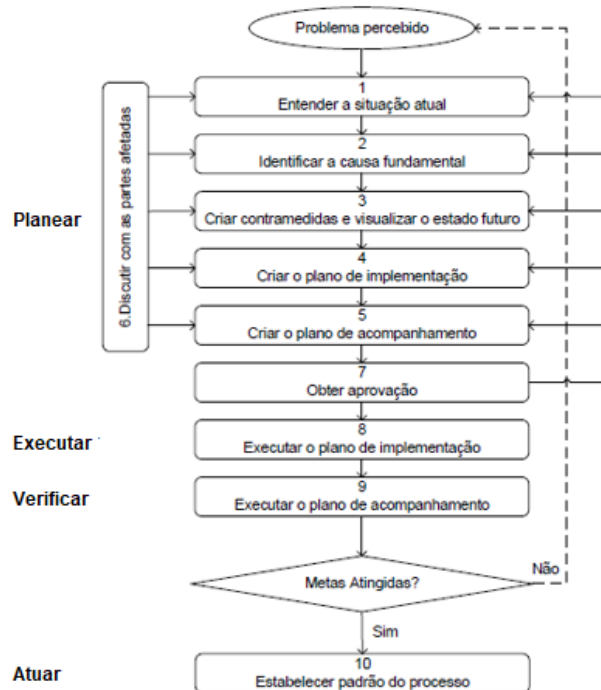 Problema percebido
1
Entender a situação atual
2
Identificar a causa fundamental
6.Discutir com as partes afetadas
Planear
3
Criar contramedidas e visualizar o estado futuro
4
Criar o plano de implementação
5
Criar o plano de acompanhamento
7
Obter aprovação
Executar
8
Executar o plano de implementação
Verificar
9
Executar o plano de acompanhamento
Metas Atingidas?
Não
Sim
Atuar
10
Estabelecer padrão do processo